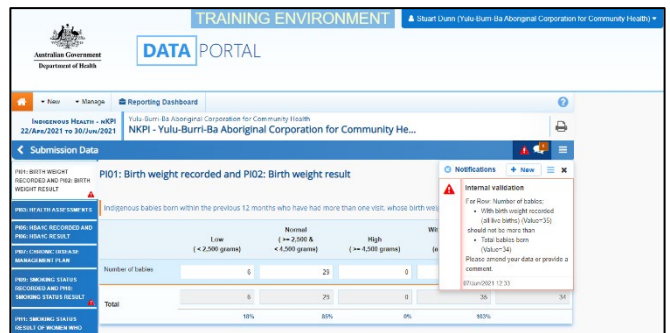 TRAINING ENVIRONMENT
Stuart Dunn (Yulu-Burri-Ba Aboriginal Corporation for Community Health)
Australian Government
Department of Health
DATA PORTAL
New
Manage
Reporting Dashboard
INDIGENOUS HEALTH - NKPI
22/APR/2021 TO 30/JUN/2021
Yulu-Burri-Ba Aboriginal Corporation for Community Health
NKPI - Yulu-Burri-Ba Aboriginal Corporation for Community He...
Submission Data
PI01: BIRTH WEIGHT
RECORDED AND PI02: BIRTH
WEIGHT RESULT
PI03: HEALTH ASSESSMENTS
PI05: HBA1C RECORDED AND
PI06: HBA1C RESULT
PI07: CHRONIC DISEASE
MANAGEMENT PLAN
PI09: SMOKING STATUS
RECORDED AND PI10:
SMOKING STATUS RESULT
PI11: SMOKING STATUS
RESULT OF WOMEN WHO
PI01: Birth weight recorded and PI02: Birth weight result
Indigenous babies born within the previous 12 months who have had more than one visit, whose birth
Low
( < 2,500 grams)
Normal
( >= 2,500 &
< 4,500 grams)
High
( >= 4,500 grams)
Number of babies
6
29
0
Total
6
29
0
34
0%
Notifications
+ New
Internal validation
For Row: Number of babies;
With birth weight recorded
(all live births) (Value=35)
should not be more than
Total babies born
(Value=34)
Please amend your data or provide a
comment.
07/Jun/2021 12:33